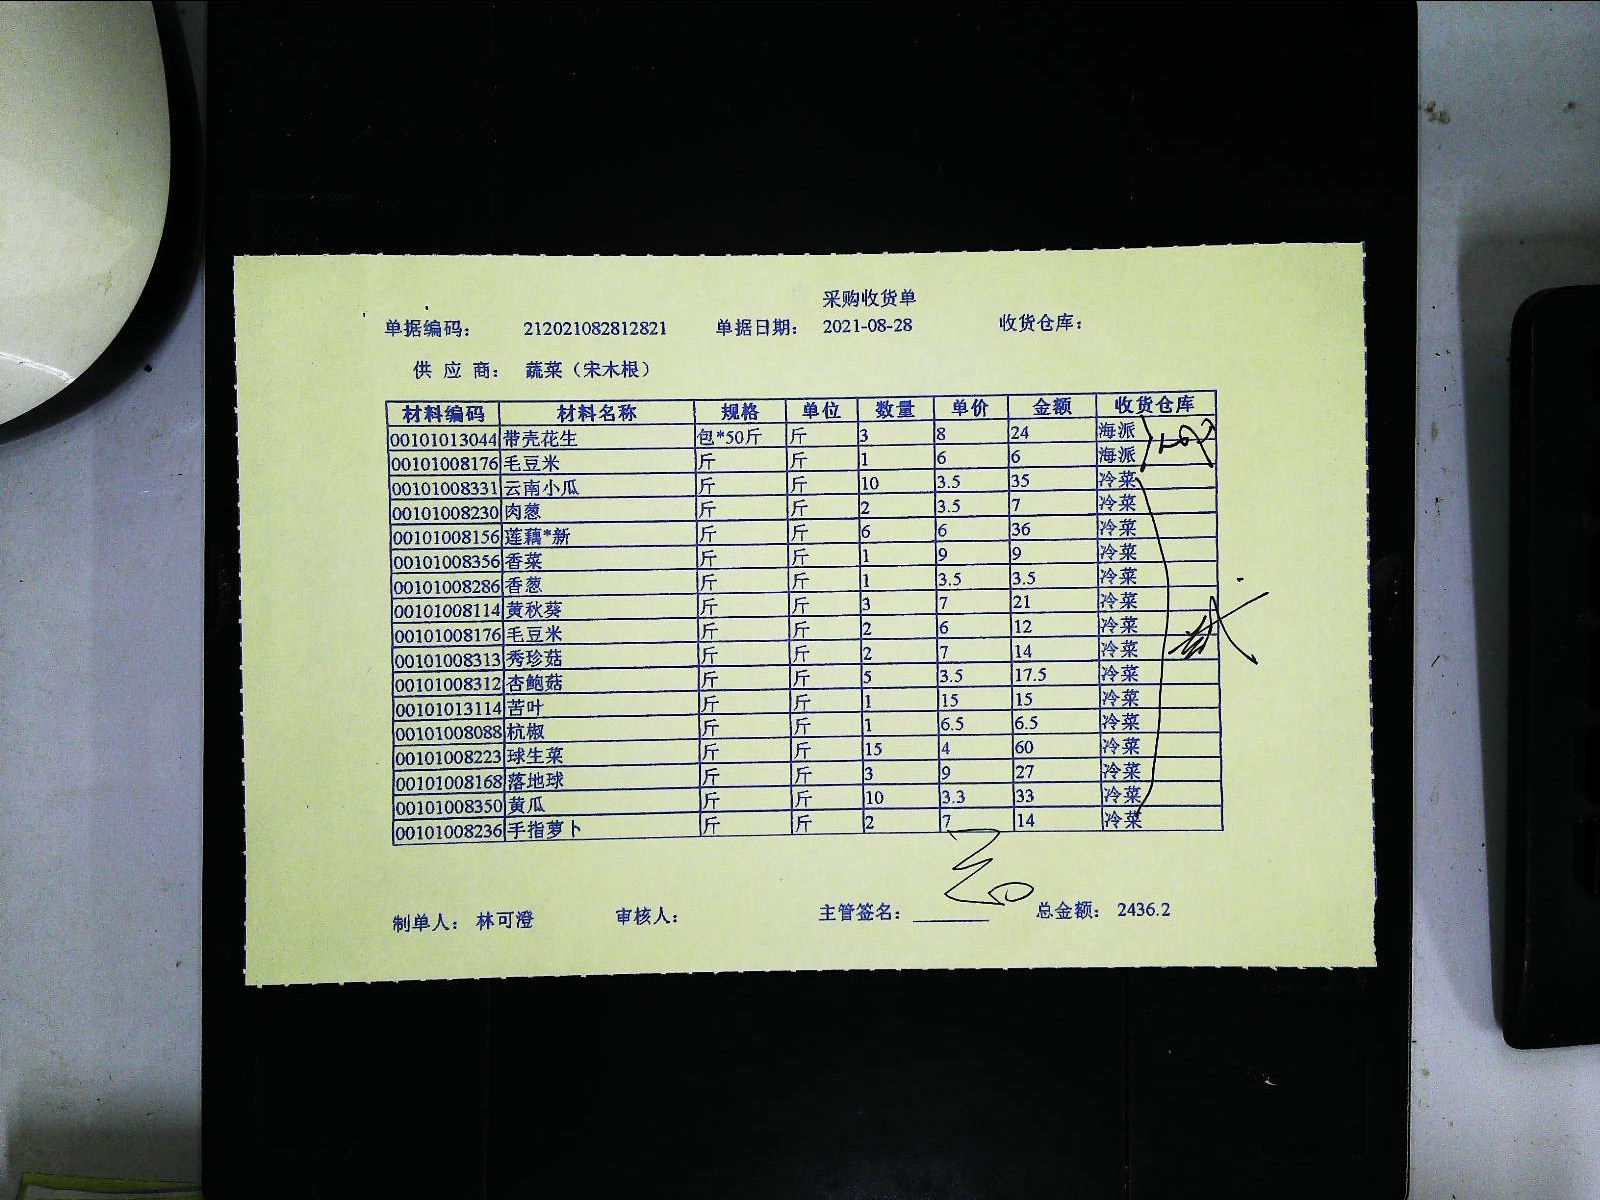 采购收货单
单据编码： 212021082812821 单据日期： 2021-08-28 收货仓库：
供 应 商： 蔬菜（宋木根）
材料编码 材料名称 规格 单位 数量 单价 金额 收货仓库
00101013044 带壳花生 包*50斤 斤 3 8 24 海派
00101008176 毛豆米 斤 斤 1 6 6 海派
00101008331 云南小瓜 斤 斤 10 3.5 35 冷菜
00101008230 肉葱 斤 斤 2 3.5 7 冷菜
00101008156 莲藕*新 斤 斤 6 6 36 冷菜
00101008356 香菜 斤 斤 1 9 9 冷菜
00101008286 香葱 斤 斤 1 3.5 3.5 冷菜
00101008114 黄秋葵 斤 斤 3 7 21 冷菜
00101008176 毛豆米 斤 斤 2 6 12 冷菜
00101008313 秀珍菇 斤 斤 2 7 14 冷菜
00101008312 杏鲍菇 斤 斤 5 3.5 17.5 冷菜
00101013114 苦叶 斤 斤 1 15 15 冷菜
00101008088 杭椒 斤 斤 1 6.5 6.5 冷菜
00101008223 球生菜 斤 斤 15 4 60 冷菜
00101008168 落地球 斤 斤 3 9 27 冷菜
00101008350 黄瓜 斤 斤 10 3.3 33 冷菜
00101008236 手指萝卜 斤 斤 2 7 14 冷菜
制单人： 林可澄 审核人： 主管签名： 总金额： 2436.2